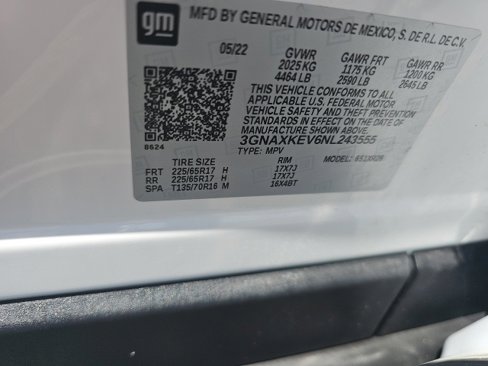 gm
MFD BY GENERAL MOTORS DE MEXICO, S. DE R.L. DE C.V.
05/22 GVWR GAWR FRT GAWR RR
2025 KG 1175 KG 1200 KG
4464 LB 2590 LB 2645 LB
THIS VEHICLE CONFORMS TO ALL
APPLICABLE U.S. FEDERAL MOTOR
VEHICLE SAFETY AND THEFT PREVENTION
STANDARDS IN EFFECT ON THE DATE OF
MANUFACTURE SHOWN ABOVE.
3GNAXKEV6NL243555
8624 TYPE: MPV MODEL:
TIRE SIZE RIM
FRT 225/65R17 H 17X7J
RR 225/65R17 H 17X7J
SPA T135/70R16 M 16X4BT